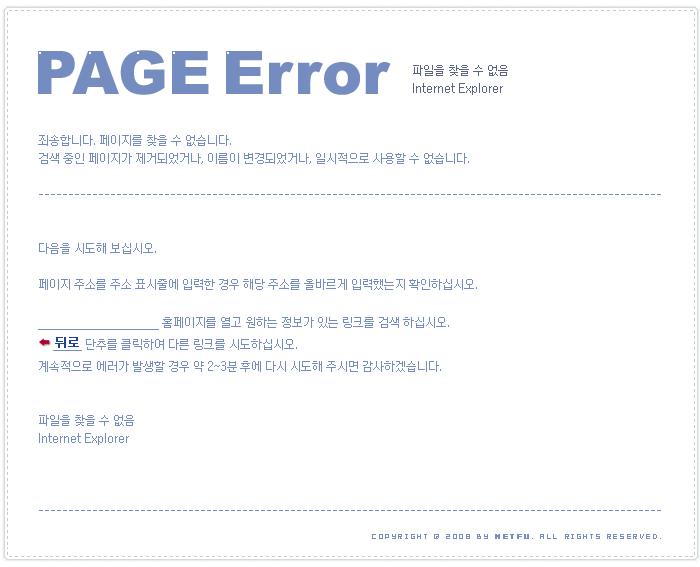 PAGE Error
파일을 찾을 수 없음
Internet Explorer
죄송합니다. 페이지를 찾을 수 없습니다.
검색 중인 페이지가 제거되었거나, 이름이 변경되었거나, 일시적으로 사용할 수 없습니다.
다음을 시도해 보십시오.
페이지 주소를 주소 표시줄에 입력한 경우 해당 주소를 올바르게 입력했는지 확인하십시오.
홈페이지를 열고 원하는 정보가 있는 링크를 검색 하십시오.
뒤로 단추를 클릭하여 다른 링크를 시도하십시오.
계속적으로 에러가 발생할 경우 약 2~3분 후에 다시 시도해 주시면 감사하겠습니다.
파일을 찾을 수 없음
Internet Explorer
COPYRIGHT @ 2008 BY METFU. ALL RIGHTS RESERVED.